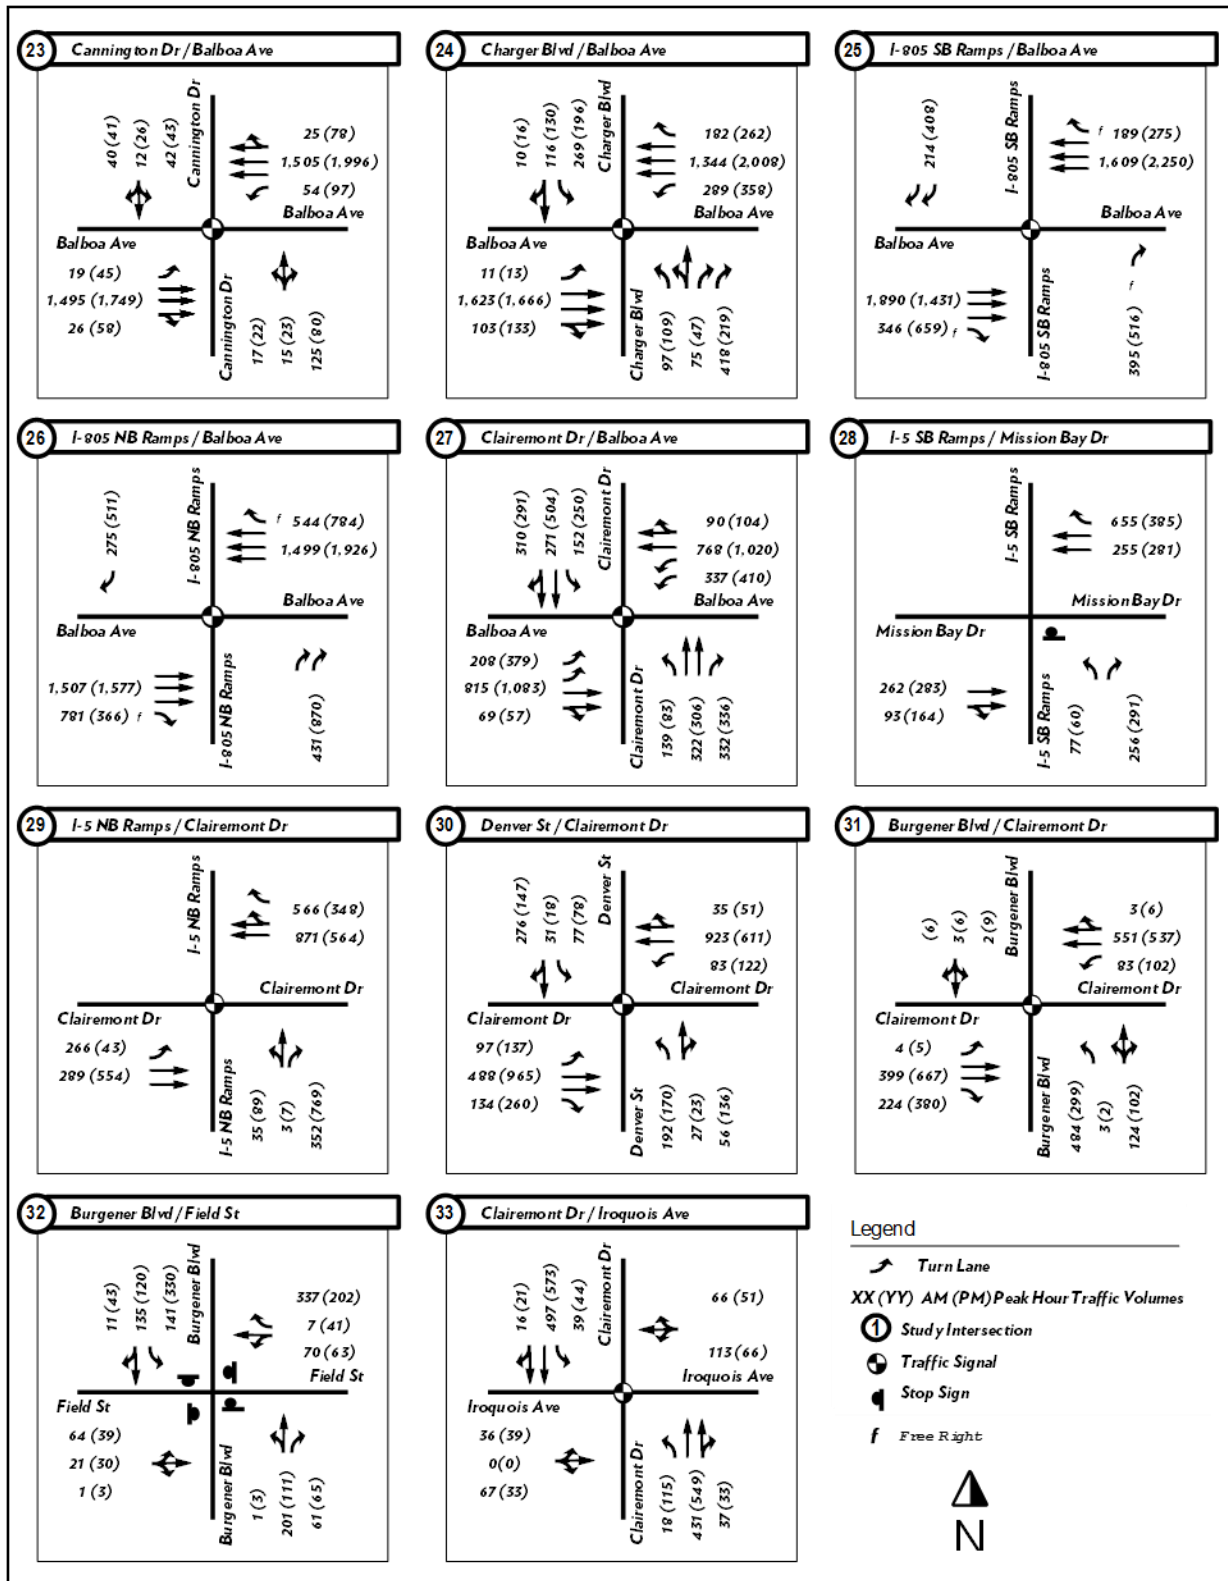 23 Cannington Dr / Balboa Ave
40 (41)
12 (26)
42 (43)
Cannington Dr
25 (78)
1,505 (1,996)
54 (97)
Balboa Ave
Balboa Ave
19 (45)
1,495 (1,749)
26 (58)
Cannington Dr
17 (22)
15 (23)
125 (80)
24 Charger Blvd / Balboa Ave
10 (16)
116 (130)
269 (196)
Charger Blvd
182 (262)
1,344 (2,008)
289 (358)
Balboa Ave
Balboa Ave
11 (13)
1,623 (1,666)
103 (133)
Charger Blvd
97 (109)
75 (47)
418 (219)
25 I-805 SB Ramps / Balboa Ave
214 (408)
I-805 SB Ramps
f 189 (275)
1,609 (2,250)
Balboa Ave
Balboa Ave
1,890 (1,431)
346 (659) f
I-805 SB Ramps
f
395 (516)
26 I-805 NB Ramps / Balboa Ave
275 (511)
I-805 NB Ramps
f 544 (784)
1,499 (1,926)
Balboa Ave
Balboa Ave
1,507 (1,577)
781 (366) f
I-805 NB Ramps
431 (870)
27 Clairemont Dr / Balboa Ave
310 (291)
271 (504)
152 (250)
Clairemont Dr
90 (104)
768 (1,020)
337 (410)
Balboa Ave
Balboa Ave
208 (379)
815 (1,083)
69 (57)
Clairemont Dr
139 (83)
322 (306)
332 (336)
28 I-5 SB Ramps / Mission Bay Dr
I-5 SB Ramps
655 (385)
255 (281)
Mission Bay Dr
Mission Bay Dr
262 (283)
93 (164)
I-5 SB Ramps
77 (60)
256 (291)
29 I-5 NB Ramps / Clairemont Dr
I-5 NB Ramps
566 (348)
871 (564)
Clairemont Dr
Clairemont Dr
266 (43)
289 (554)
I-5 NB Ramps
35 (89)
3 (7)
352 (769)
30 Denver St / Clairemont Dr
276 (147)
31 (18)
77 (78)
Denver St
35 (51)
923 (611)
83 (122)
Clairemont Dr
Clairemont Dr
97 (137)
488 (965)
134 (260)
Denver St
192 (170)
27 (23)
56 (136)
31 Burgener Blvd / Clairemont Dr
(6)
3 (6)
2 (9)
Burgener Blvd
3 (6)
551 (537)
83 (102)
Clairemont Dr
Clairemont Dr
4 (5)
399 (667)
224 (380)
Burgener Blvd
484 (299)
3 (2)
124 (102)
32 Burgener Blvd / Field St
11 (43)
135 (120)
141 (330)
Burgener Blvd
337 (202)
7 (41)
70 (63)
Field St
Field St
64 (39)
21 (30)
1 (3)
Burgener Blvd
1 (3)
201 (111)
61 (65)
33 Clairemont Dr / Iroquois Ave
16 (21)
497 (573)
39 (44)
Clairemont Dr
66 (51)
113 (66)
Iroquois Ave
Iroquois Ave
36 (39)
0(0)
67 (33)
Clairemont Dr
18 (115)
431 (549)
37 (33)
Legend
Turn Lane
XX (YY) AM (PM) Peak Hour Traffic Volumes
1 Study Intersection
Traffic Signal
Stop Sign
f Free Right
N